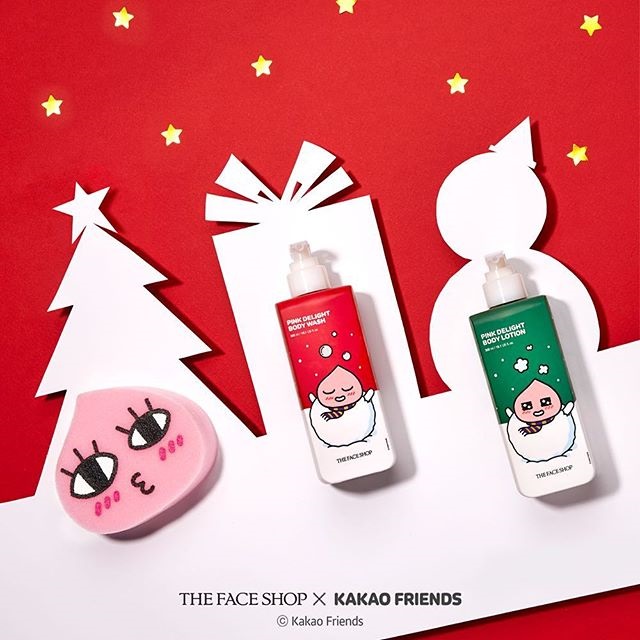 PINK DELIGHT
BODY WASH
THE FACE SHOP
PINK DELIGHT
BODY LOTION
THE FACE SHOP
THE FACE SHOP X KAKAO FRIENDS
© Kakao Friends